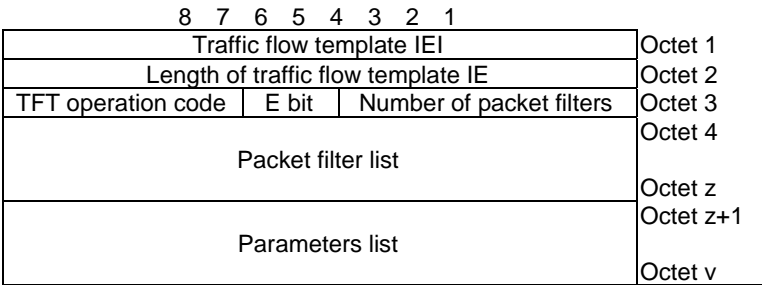 8 7 6 5 4 3 2 1
Traffic flow template IEI Octet 1
Length of traffic flow template IE Octet 2
TFT operation code E bit Number of packet filters Octet 3
Octet 4
Packet filter list
Octet z
Octet z+1
Parameters list
Octet v